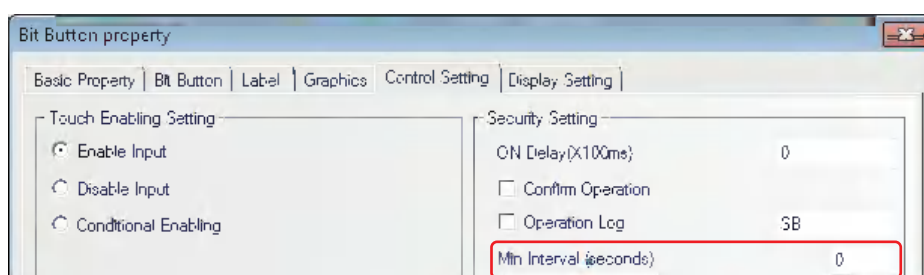 Bit Button property
Basic Property Bit Button Label Graphics Control Setting Display Setting
Touch Enabling Setting
Enable Input
Disable Input
Conditional Enabling
Security Setting
ON Delay(X100ms) 0
Confirm Operation
Operation Log SB
Min Interval (seconds) 0